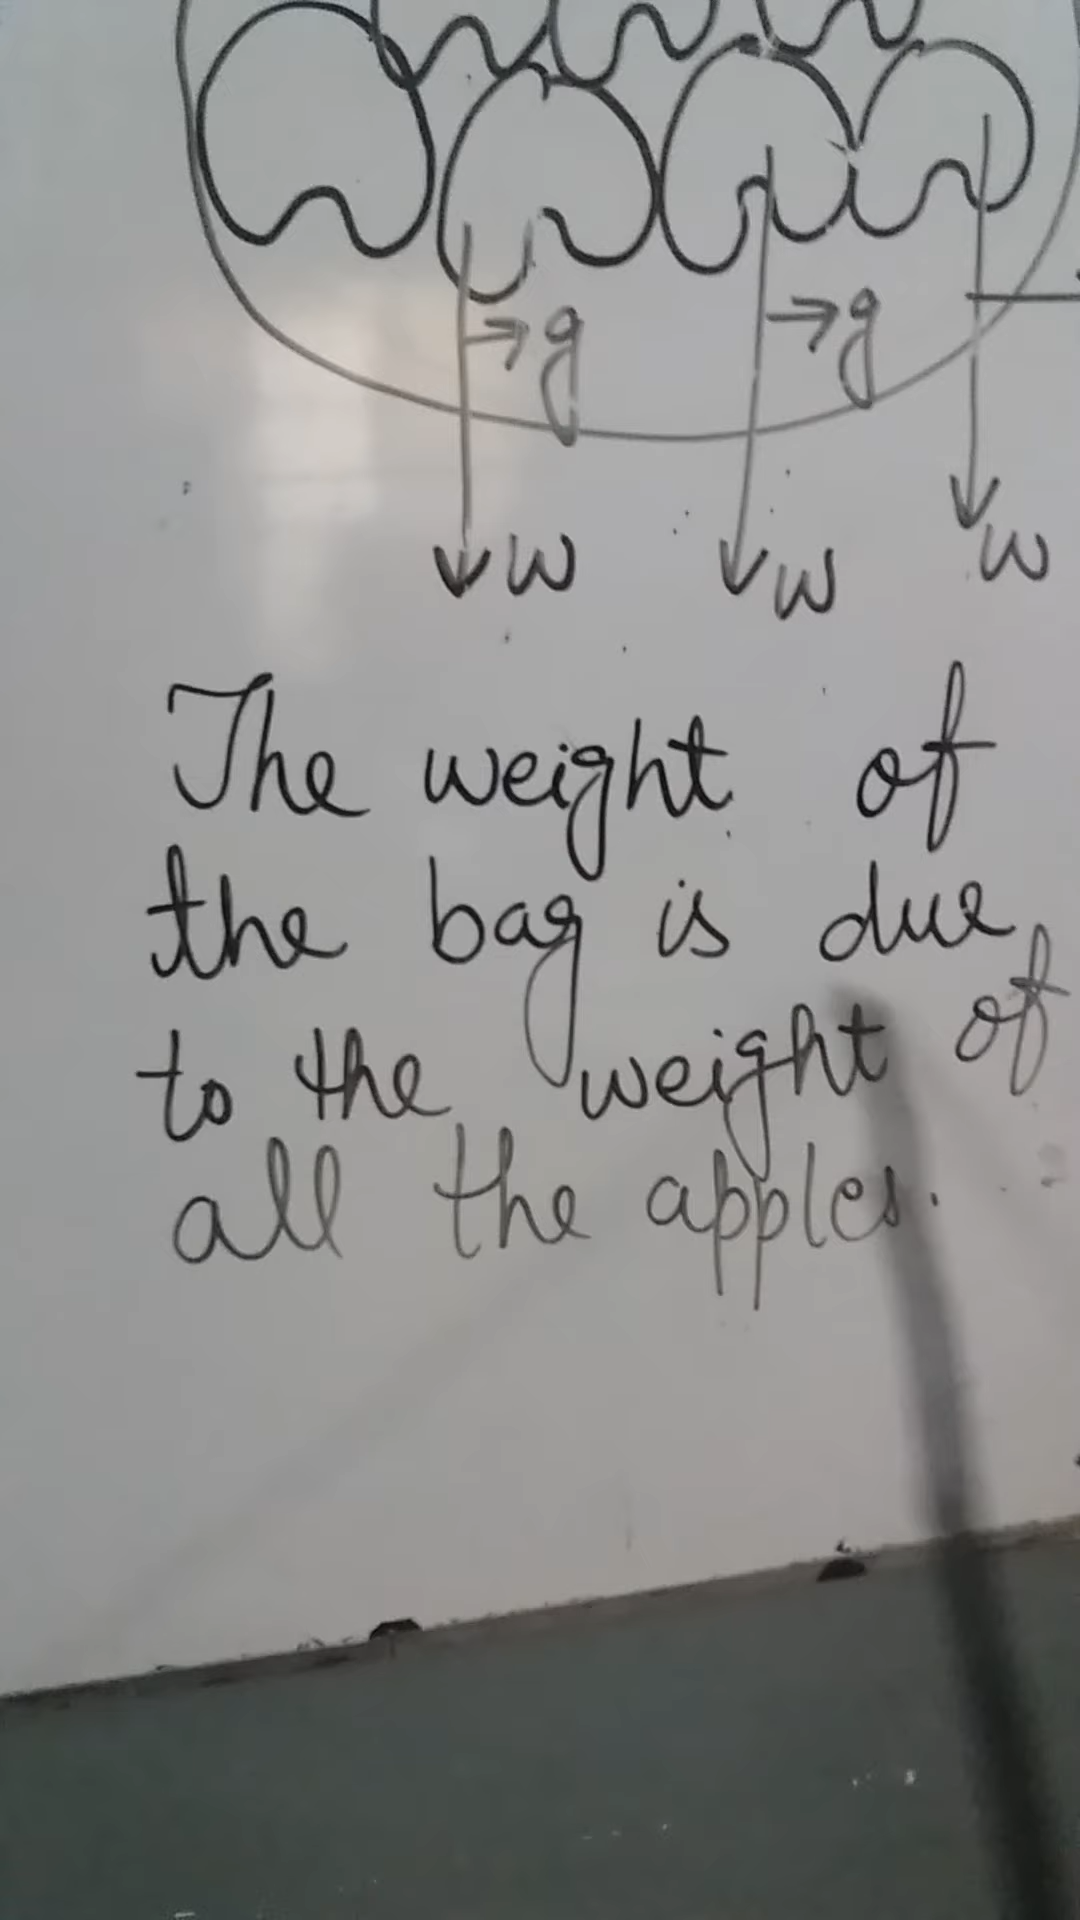 g g
w w w
The weight of
the bag is due
to the weight of
all the apples.